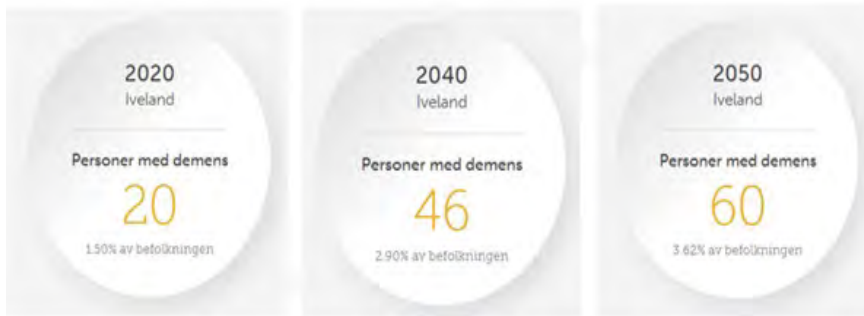 2020
Iveland
Personer med demens
20
1.50% av befolkningen
2040
Iveland
Personer med demens
46
2.90% av befolkningen
2050
Iveland
Personer med demens
60
3.62% av befolkningen